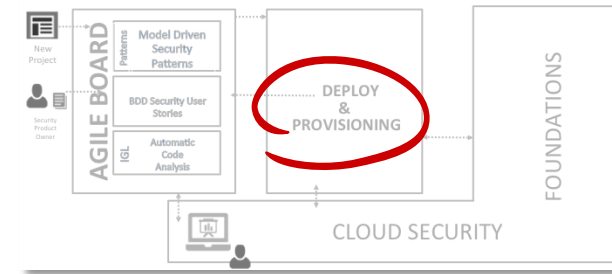 New
Project
Security
Product
Owner
AGILE BOARD
Patterns
Model Driven
Security
Patterns
BDD Security User
Stories
IGL
Automatic
Code
Analysis
DEPLOY
&
PROVISIONING
FOUNDATIONS
CLOUD SECURITY